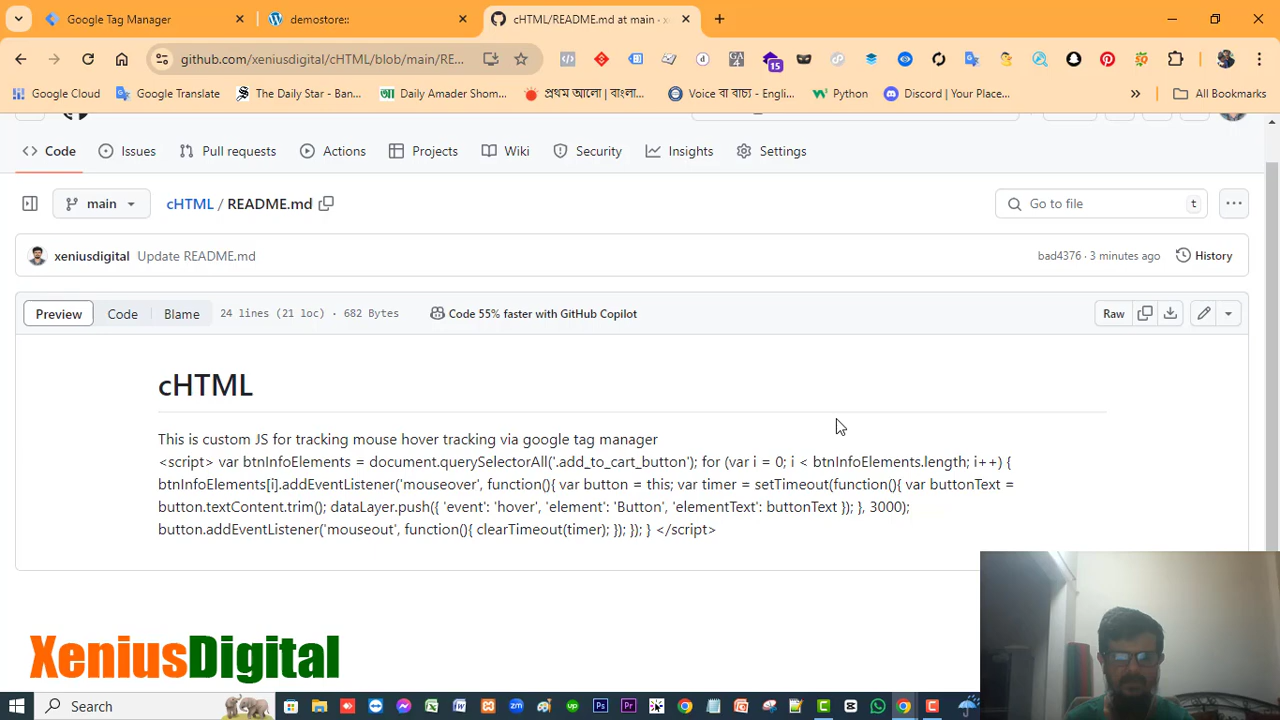 Google Tag Manager
demostore::
cHTML/README.md at main · x
github.com/xeniusdigital/cHTML/blob/main/RE...
15
Google Cloud
Google Translate
The Daily Star - Ban...
Daily Amader Shom...
প্রথম আলো | বাংলা...
Voice বা বাচ্য - Engli...
Python
Discord | Your Place...
»
All Bookmarks
Code
Issues
Pull requests
Actions
Projects
Wiki
Security
Insights
Settings
main
cHTML / README.md
Go to file
t
xeniusdigital Update README.md
bad4376 · 3 minutes ago
History
Preview
Code
Blame
24 lines (21 loc) · 682 Bytes
Code 55% faster with GitHub Copilot
Raw
cHTML
This is custom JS for tracking mouse hover tracking via google tag manager
<script> var btnInfoElements = document.querySelectorAll('.add_to_cart_button'); for (var i = 0; i < btnInfoElements.length; i++) {
btnInfoElements[i].addEventListener('mouseover', function(){ var button = this; var timer = setTimeout(function(){ var buttonText =
button.textContent.trim(); dataLayer.push({ 'event': 'hover', 'element': 'Button', 'elementText': buttonText }); }, 3000);
button.addEventListener('mouseout', function(){ clearTimeout(timer); }); }); } </script>
XeniusDigital
Search